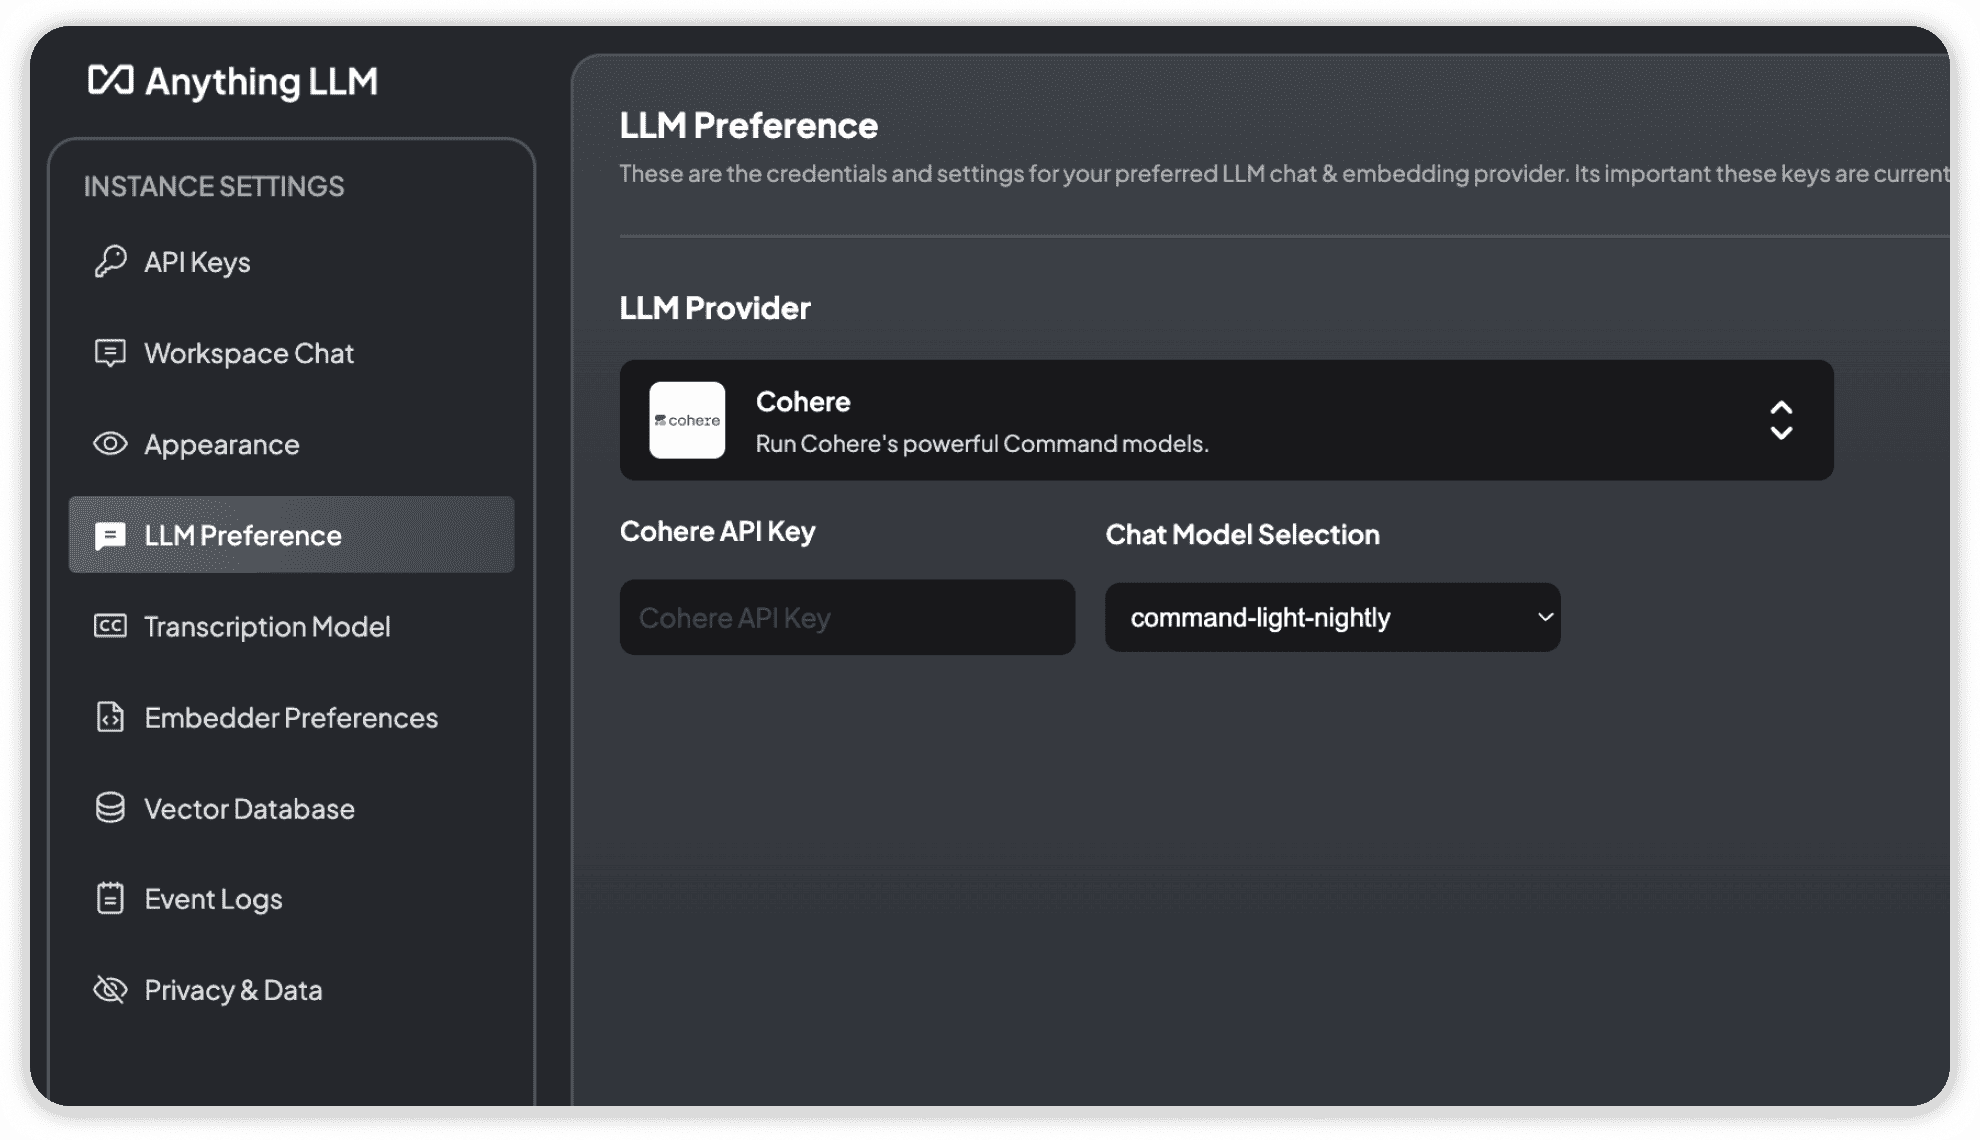 Anything LLM
INSTANCE SETTINGS
API Keys
Workspace Chat
Appearance
LLM Preference
Transcription Model
Embedder Preferences
Vector Database
Event Logs
Privacy & Data
LLM Preference
These are the credentials and settings for your preferred LLM chat & embedding provider. Its important these keys are current
LLM Provider
cohere
Cohere
Run Cohere's powerful Command models.
Cohere API Key
Cohere API Key
Chat Model Selection
command-light-nightly